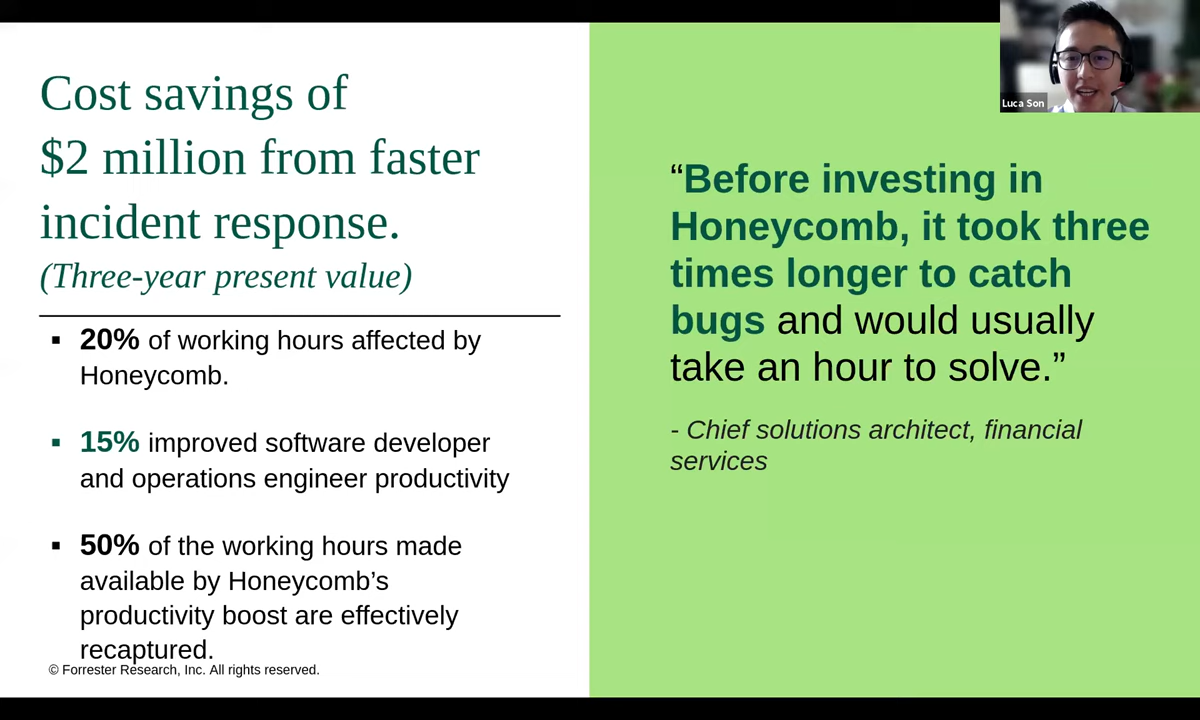 Cost savings of
$2 million from faster
incident response.
(Three-year present value)
▪ 20% of working hours affected by
Honeycomb.
▪ 15% improved software developer
and operations engineer productivity
▪ 50% of the working hours made
available by Honeycomb’s
productivity boost are effectively
recaptured.
© Forrester Research, Inc. All rights reserved.
Luca Son
“Before investing in
Honeycomb, it took three
times longer to catch
bugs and would usually
take an hour to solve.”
- Chief solutions architect, financial
services